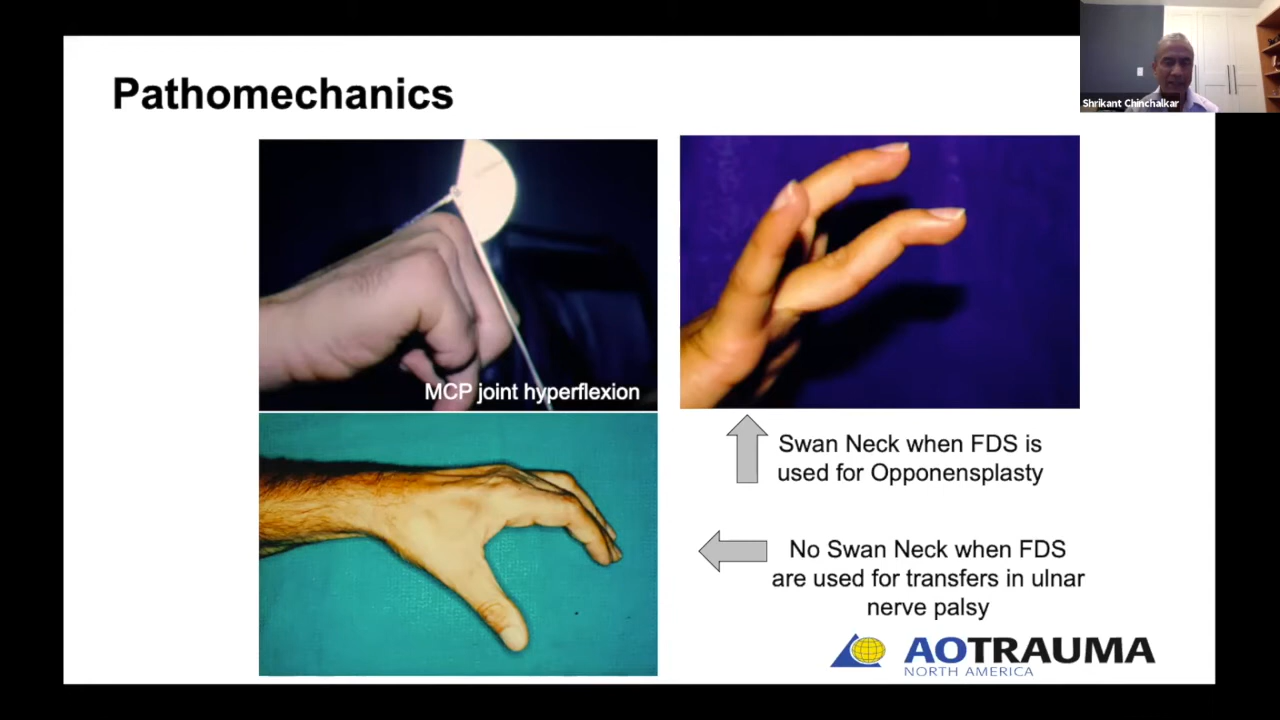 Pathomechanics
Shrikant Chinchalkar
MCP joint hyperflexion
Swan Neck when FDS is
used for Opponensplasty
No Swan Neck when FDS
are used for transfers in ulnar
nerve palsy
AOTRAUMA
NORTH AMERICA